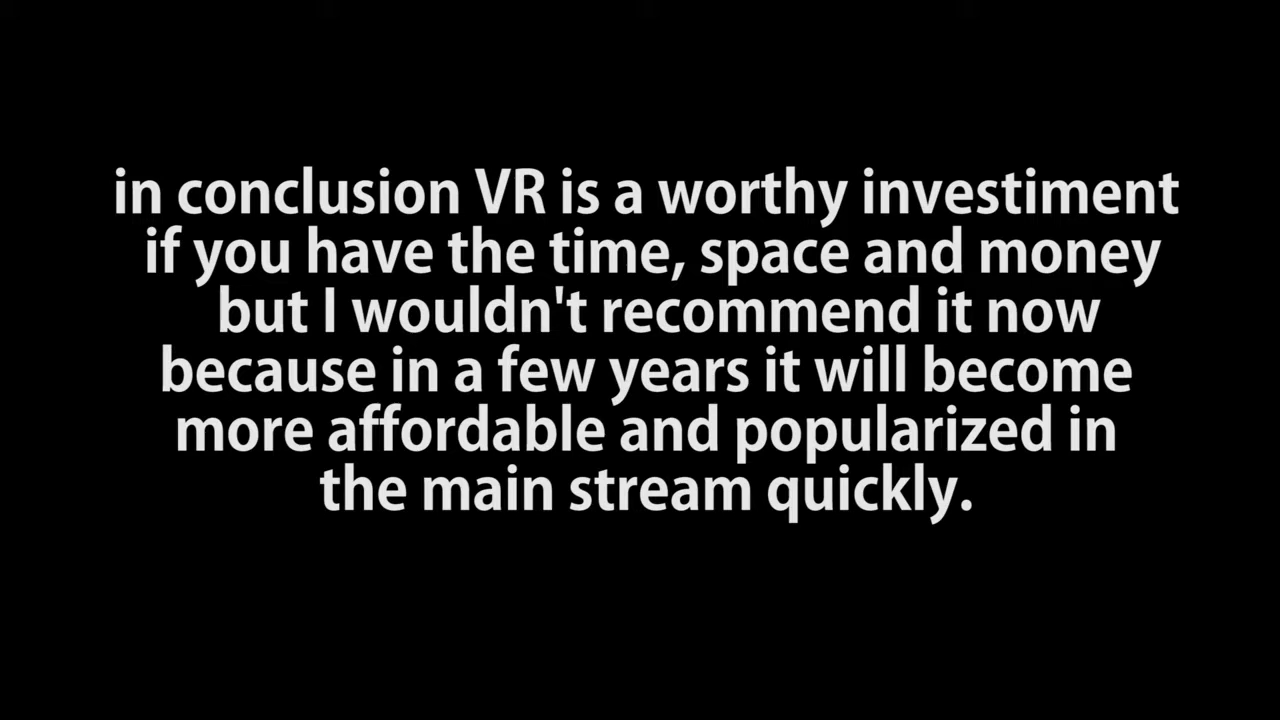 in conclusion VR is a worthy investiment
if you have the time, space and money
but I wouldn't recommend it now
because in a few years it will become
more affordable and popularized in
the main stream quickly.